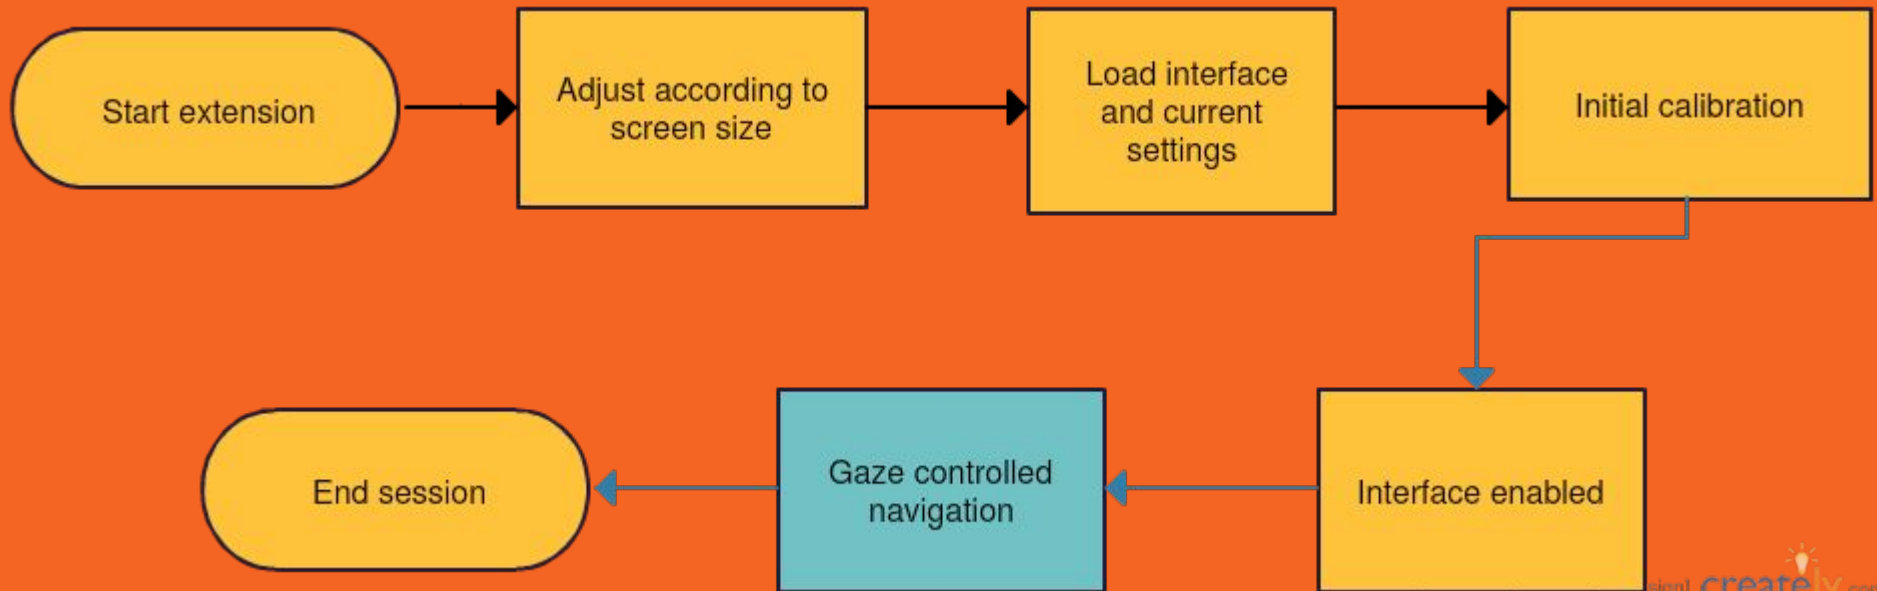 Start extension
Adjust according to
screen size
Load interface
and current
settings
Initial calibration
Interface enabled
Gaze controlled
navigation
End session
creately